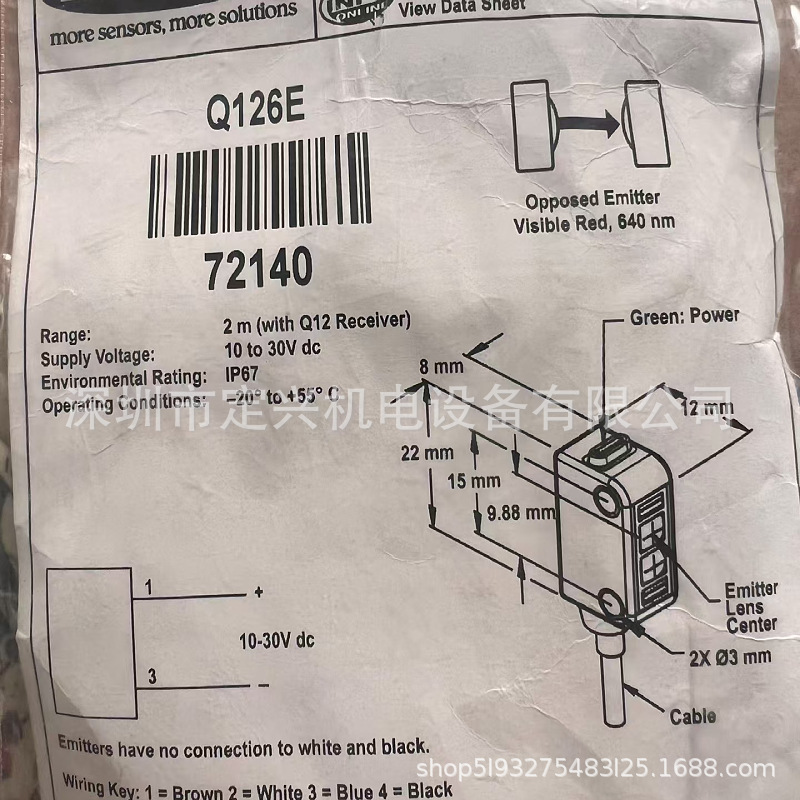 more sensors, more solutions
ONLINE
View Data Sheet
Q126E
72140
Opposed Emitter
Visible Red, 640 nm
Range: 2 m (with Q12 Receiver)
Supply Voltage: 10 to 30V dc
Environmental Rating: IP67
Operating Conditions: –20° to +55° C
深圳市定兴机电设备有限公司
Green: Power
8 mm
12 mm
22 mm
15 mm
9.88 mm
Emitter
Lens
Center
2X Ø3 mm
Cable
1 +
10-30V dc
3 –
Emitters have no connection to white and black.
Wiring Key: 1 = Brown 2 = White 3 = Blue 4 = Black
shop5l93275483l25.1688.com